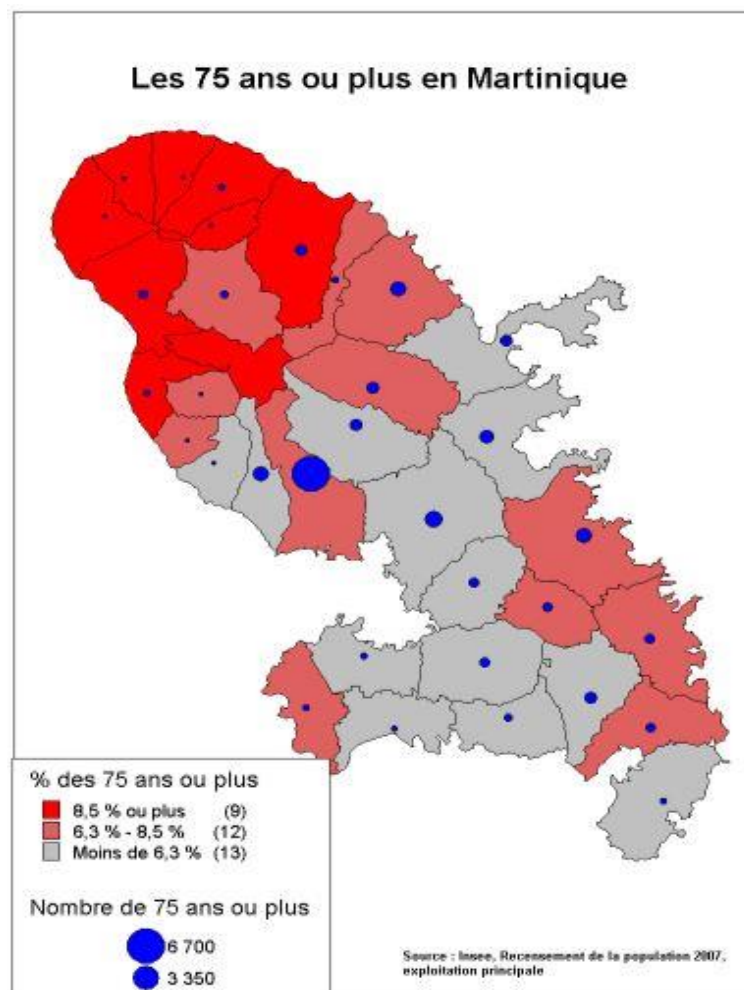 Les 75 ans ou plus en Martinique
% des 75 ans ou plus
8,5 % ou plus (9)
6,3 % - 8,5 % (12)
Moins de 6,3 % (13)
Nombre de 75 ans ou plus
6 700
3 350
Source : Insee, Recensement de la population 2007,
exploitation principale